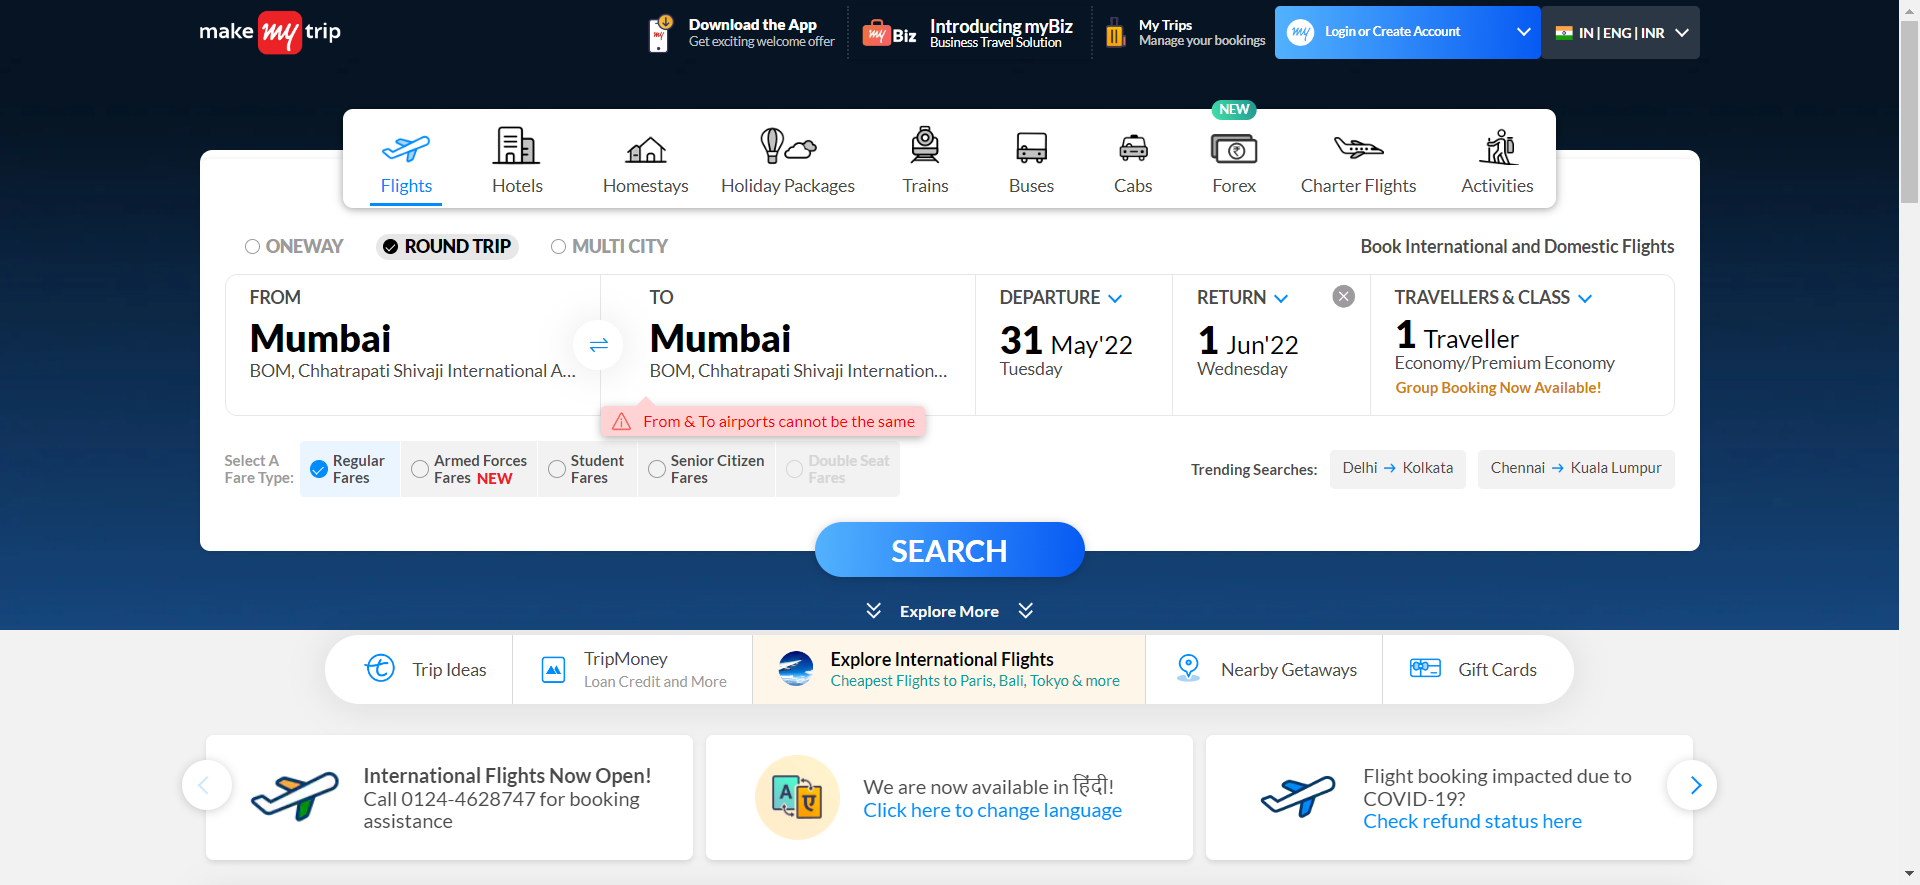 make my trip
Download the App
Get exciting welcome offer
my Biz
Introducing myBiz
Business Travel Solution
My Trips
Manage your bookings
my
Login or Create Account
IN | ENG | INR
NEW
Flights
Hotels
Homestays
Holiday Packages
Trains
Buses
Cabs
Forex
Charter Flights
Activities
ONEWAY
ROUND TRIP
MULTI CITY
Book International and Domestic Flights
FROM
Mumbai
BOM, Chhatrapati Shivaji International A...
TO
Mumbai
BOM, Chhatrapati Shivaji Internation...
DEPARTURE
31 May'22
Tuesday
RETURN
1 Jun'22
Wednesday
TRAVELLERS & CLASS
1 Traveller
Economy/Premium Economy
Group Booking Now Available!
From & To airports cannot be the same
Select A
Fare Type:
Regular
Fares
Armed Forces
Fares NEW
Student
Fares
Senior Citizen
Fares
Double Seat
Fares
Trending Searches:
Delhi → Kolkata
Chennai → Kuala Lumpur
SEARCH
Explore More
Trip Ideas
TripMoney
Loan Credit and More
Explore International Flights
Cheapest Flights to Paris, Bali, Tokyo & more
Nearby Getaways
Gift Cards
International Flights Now Open!
Call 0124-4628747 for booking
assistance
A ए
We are now available in हिंदी!
Click here to change language
Flight booking impacted due to
COVID-19?
Check refund status here